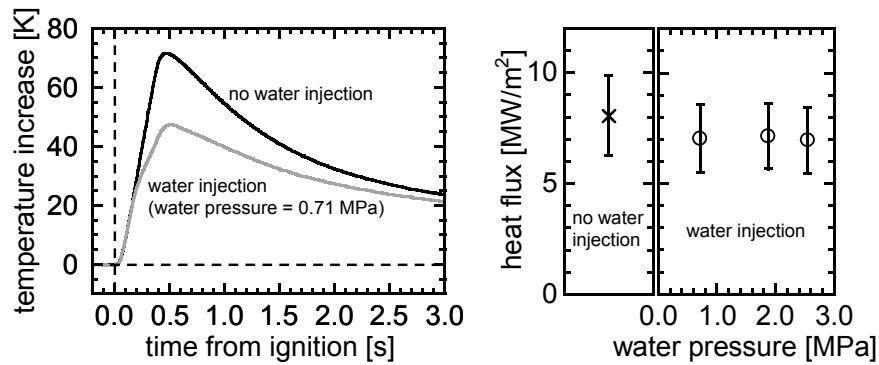 temperature increase [K]
80
60
40
20
0
no water injection
water injection
(water pressure = 0.71 MPa)
0.0 0.5 1.0 1.5 2.0 2.5 3.0
time from ignition [s]
heat flux [MW/m²]
10
5
0
no water
injection
water injection
0.0 1.0 2.0 3.0
water pressure [MPa]